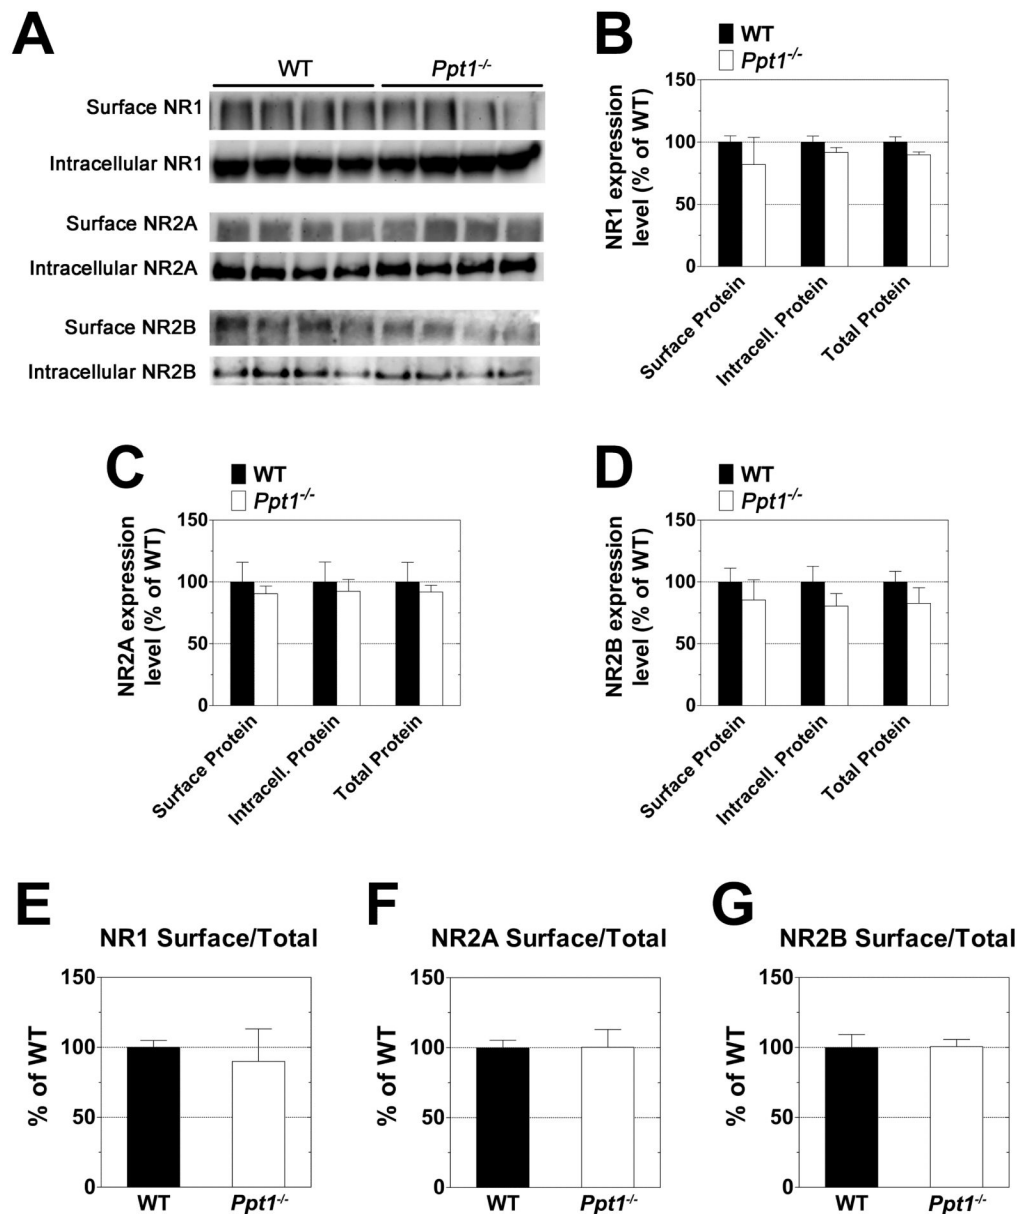 A
WT Ppt1-/-
Surface NR1
Intracellular NR1
Surface NR2A
Intracellular NR2A
Surface NR2B
Intracellular NR2B
B
WT
Ppt1-/-
NR1 expression
level (% of WT)
150
100
50
0
Surface Protein
Intracell. Protein
Total Protein
C
WT
Ppt1-/-
NR2A expression
level (% of WT)
150
100
50
0
Surface Protein
Intracell. Protein
Total Protein
D
WT
Ppt1-/-
NR2B expression
level (% of WT)
150
100
50
0
Surface Protein
Intracell. Protein
Total Protein
E
NR1 Surface/Total
% of WT
150
100
50
0
WT Ppt1-/-
F
NR2A Surface/Total
% of WT
150
100
50
0
WT Ppt1-/-
G
NR2B Surface/Total
% of WT
150
100
50
0
WT Ppt1-/-